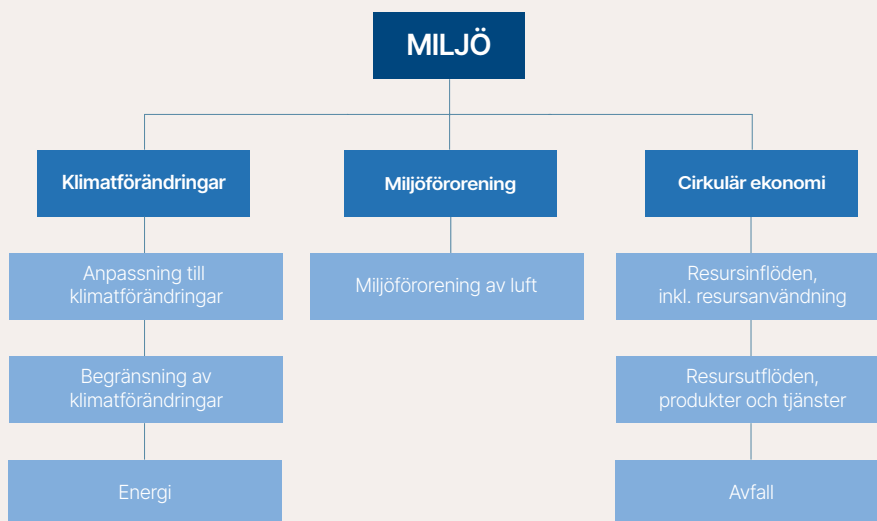 MILJÖ
Klimatförändringar
Miljöförorening
Cirkulär ekonomi
Anpassning till
klimatförändringar
Miljöförorening av luft
Resursinflöden,
inkl. resursanvändning
Begränsning av
klimatförändringar
Resursutflöden,
produkter och tjänster
Energi
Avfall